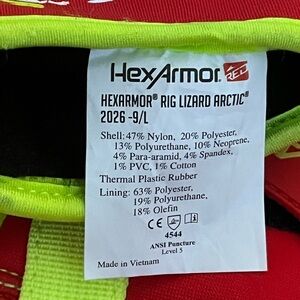 HexArmor RED
HEXARMOR® RIG LIZARD ARCTIC®
2026 -9/L
Shell: 47% Nylon, 20% Polyester,
13% Polyurethane, 10% Neoprene,
4% Para-aramid, 4% Spandex,
1% PVC, 1% Cotton
Thermal Plastic Rubber
Lining: 63% Polyester,
19% Polyurethane,
18% Olefin
CE
4544
ANSI Puncture
Level 5
Made in Vietnam